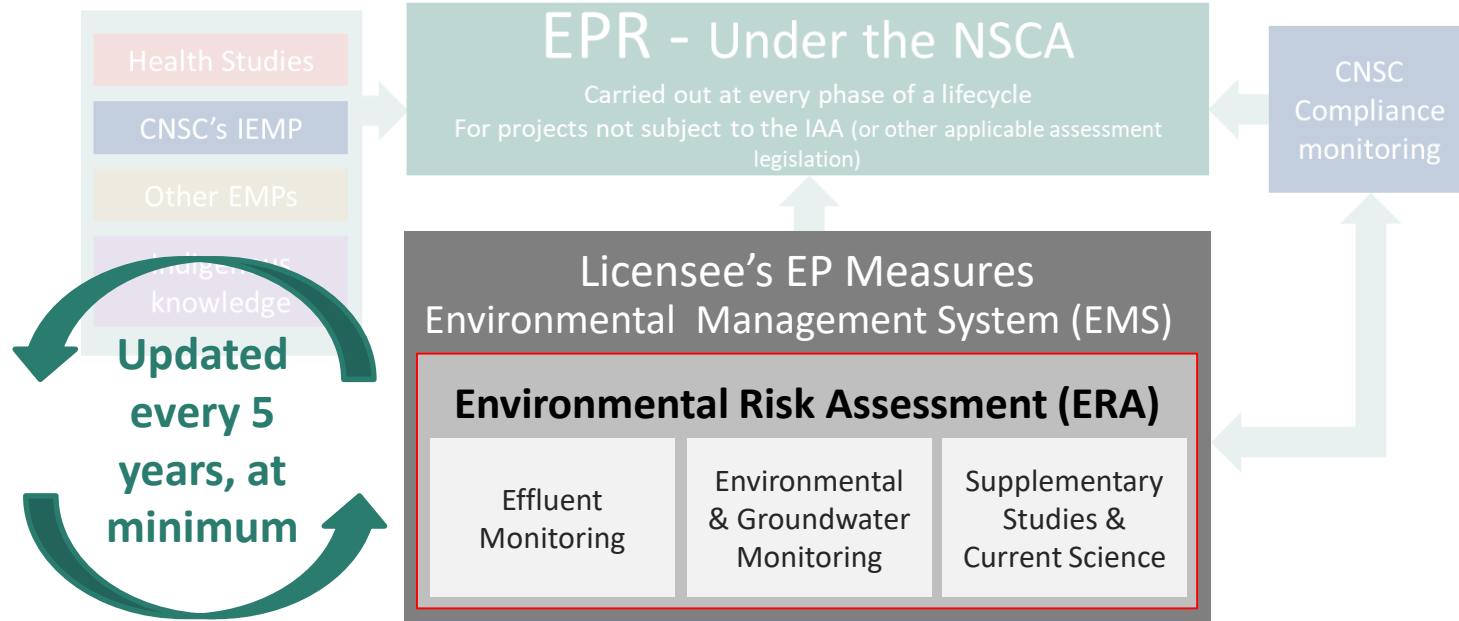 Health Studies
CNSC's IEMP
Other EMPs
Indigenous
knowledge
EPR - Under the NSCA
Carried out at every phase of a lifecycle
For projects not subject to the IAA (or other applicable assessment
legislation)
CNSC
Compliance
monitoring
Updated
every 5
years, at
minimum
Licensee's EP Measures
Environmental Management System (EMS)
Environmental Risk Assessment (ERA)
Effluent
Monitoring
Environmental
& Groundwater
Monitoring
Supplementary
Studies &
Current Science